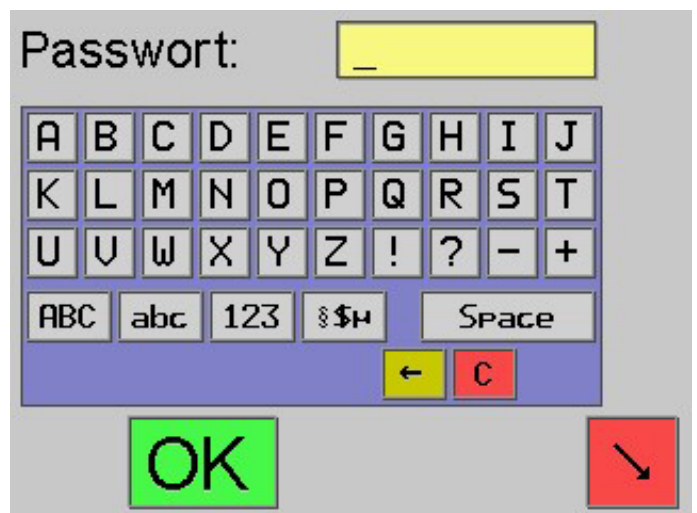 Passwort: _
A B C D E F G H I J
K L M N O P Q R S T
U V W X Y Z ! ? - +
ABC abc 123 §$µ Space
← C
OK ↘